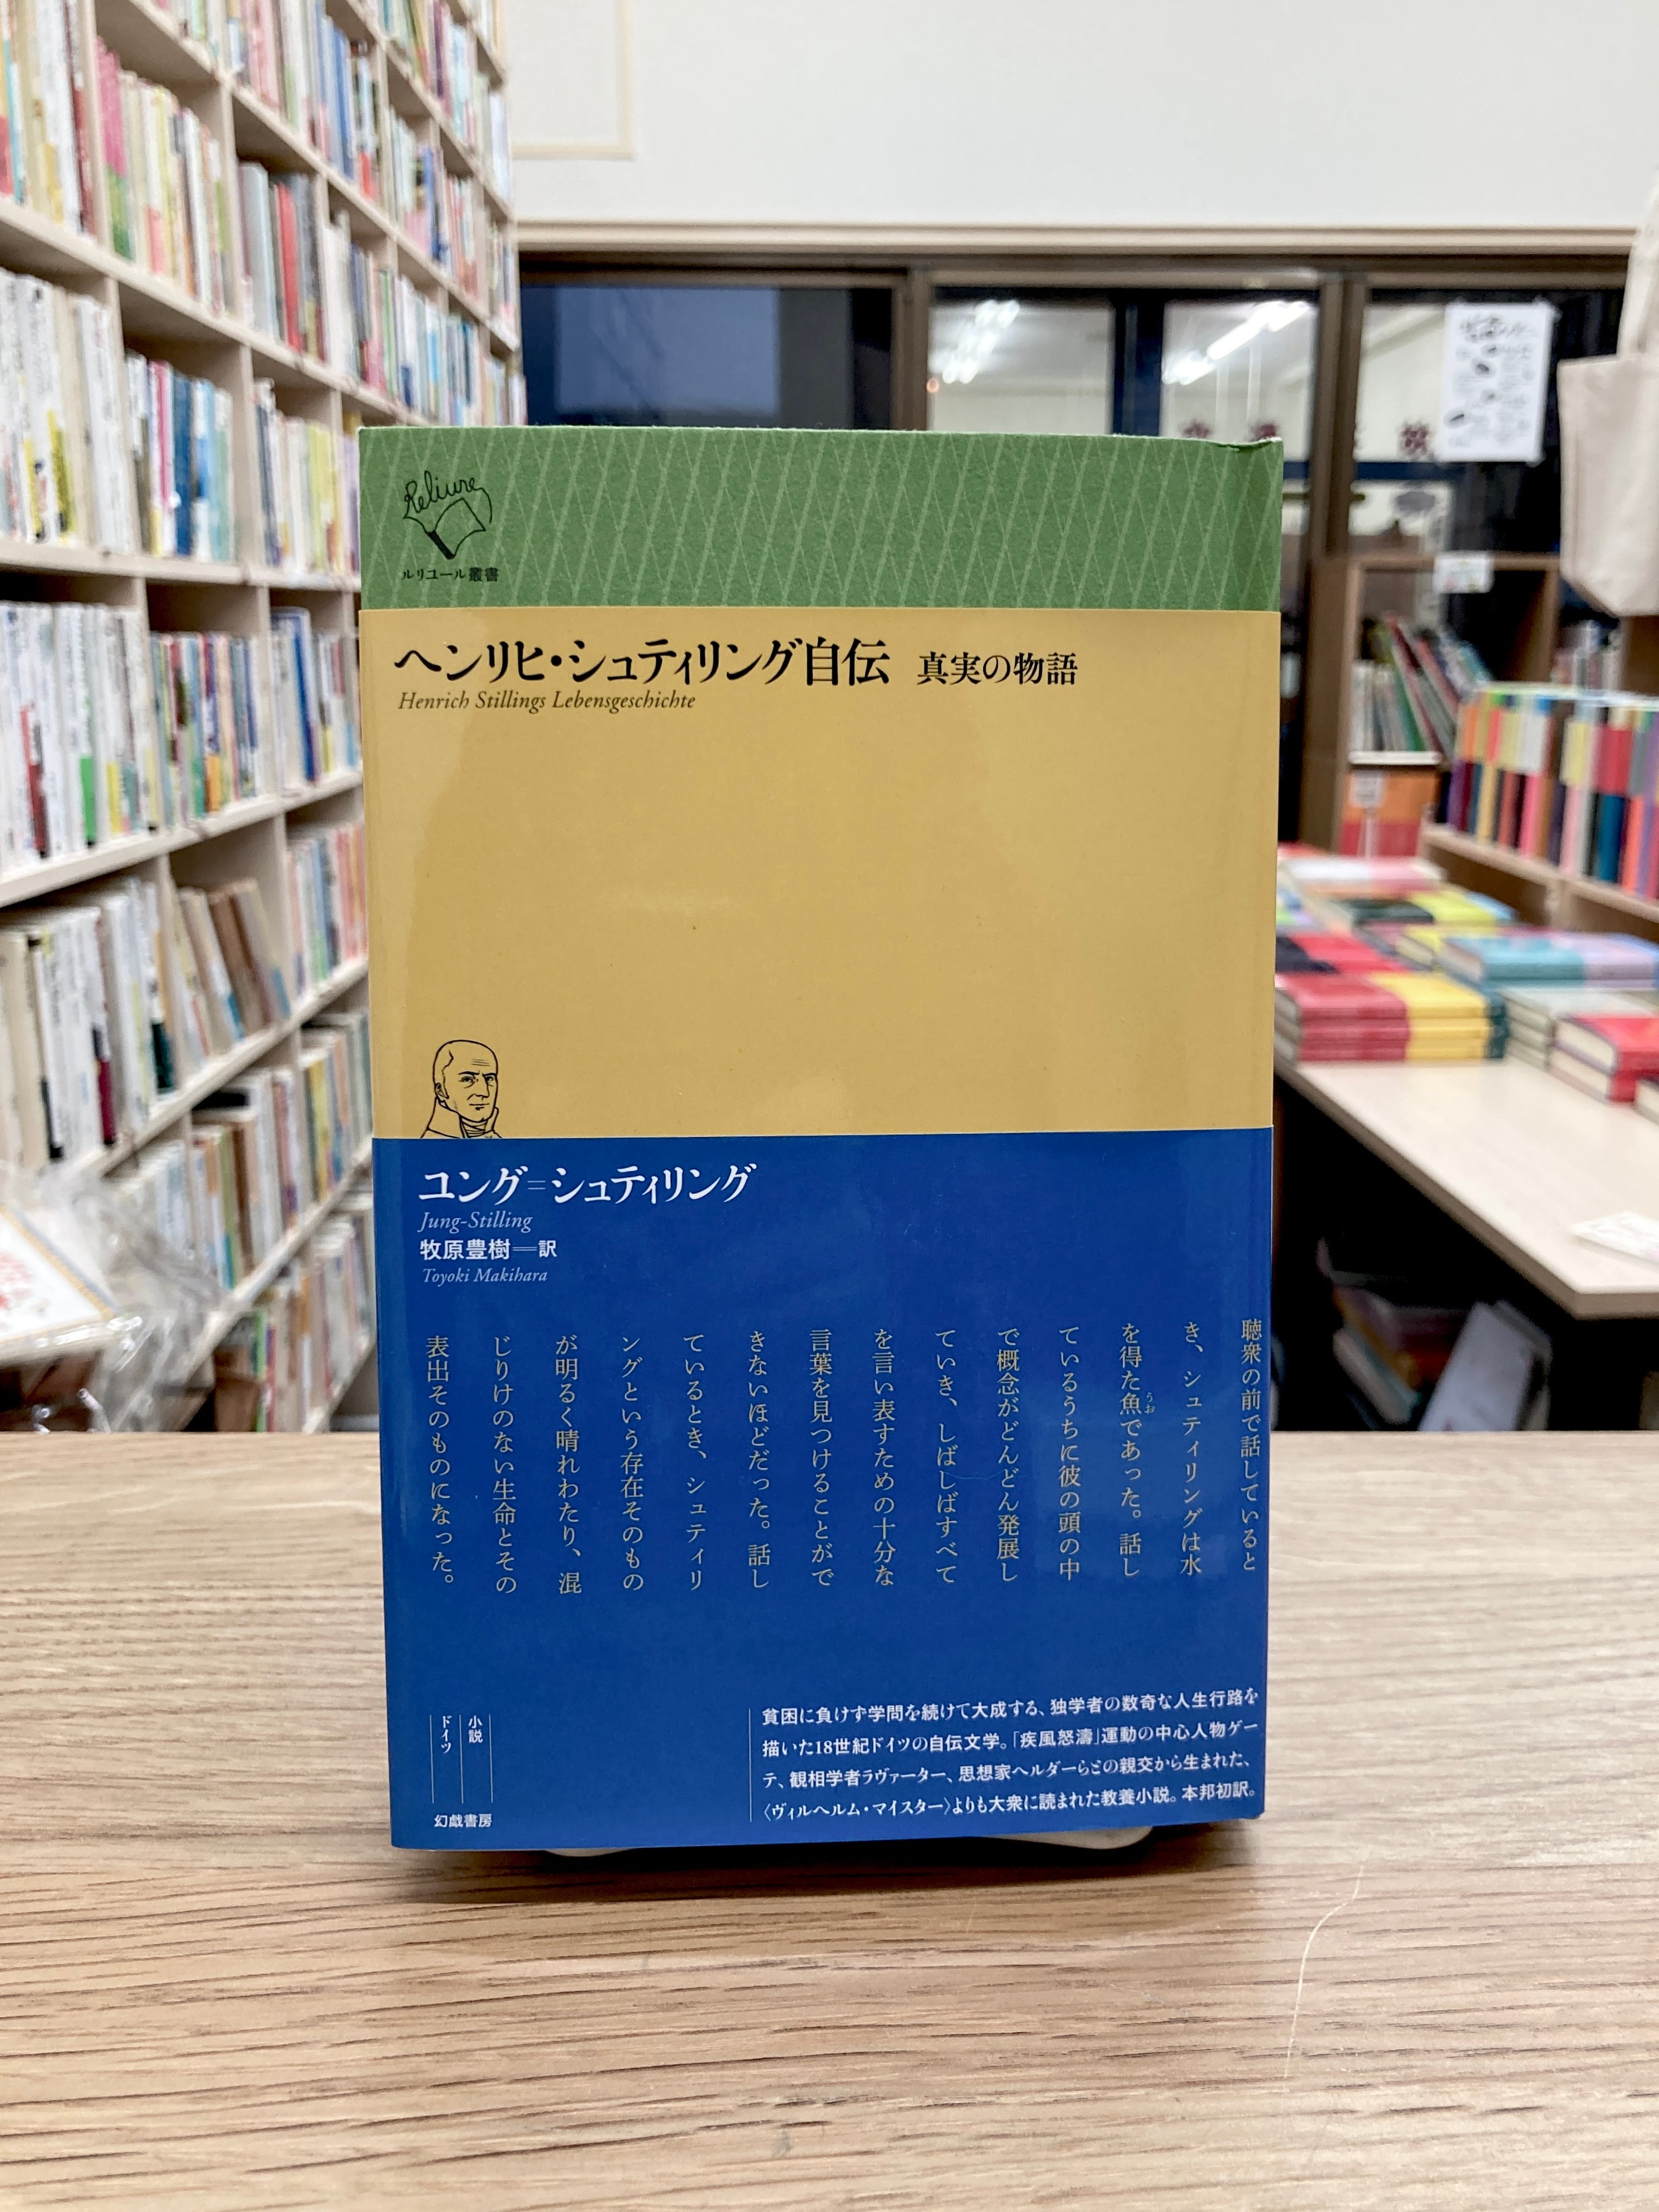 Reliure
ルリユール叢書
ヘンリヒ・シュティリング自伝 真実の物語
Henrich Stillings Lebensgeschichte
ユング=シュティリング
Jung-Stilling
牧原豊樹──訳
Toyoki Makihara
聴衆の前で話していると
き、シュティリングは水
を得た魚であった。話し
うお
ているうちに彼の頭の中
で概念がどんどん発展し
ていき、しばしばすべて
を言い表すための十分な
言葉を見つけることがで
きないほどだった。話し
ているとき、シュティリ
ングという存在そのもの
が明るく晴れわたり、混
じりけのない生命とその
表出そのものになった。
小説
ドイツ
幻戯書房
貧困に負けず学問を続けて大成する、独学者の数奇な人生行路を
描いた18世紀ドイツの自伝文学。「疾風怒濤」運動の中心人物ゲー
テ、観相学者ラヴァーター、思想家ヘルダーらとの親交から生まれた、
〈ヴィルヘルム・マイスター〉よりも大衆に読まれた教養小説。本邦初訳。